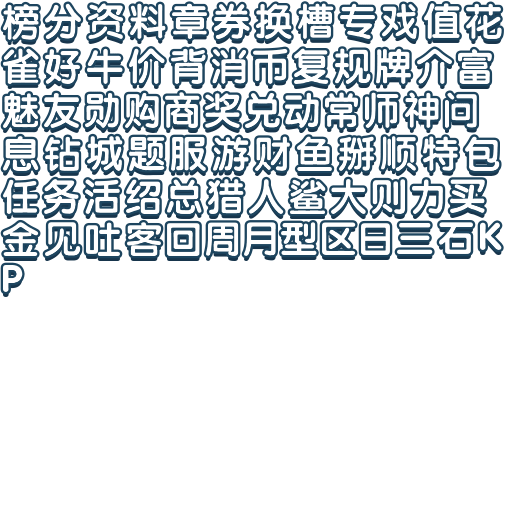 榜分资料章券换槽专戏值花
雀好牛价背消币复规牌介富
魅友勋购商奖兑动常师神问
息钻城题服游财鱼掰顺特包
任务活绍总猎人鲨大则力买
金见吐客回周月型区日三石K
P